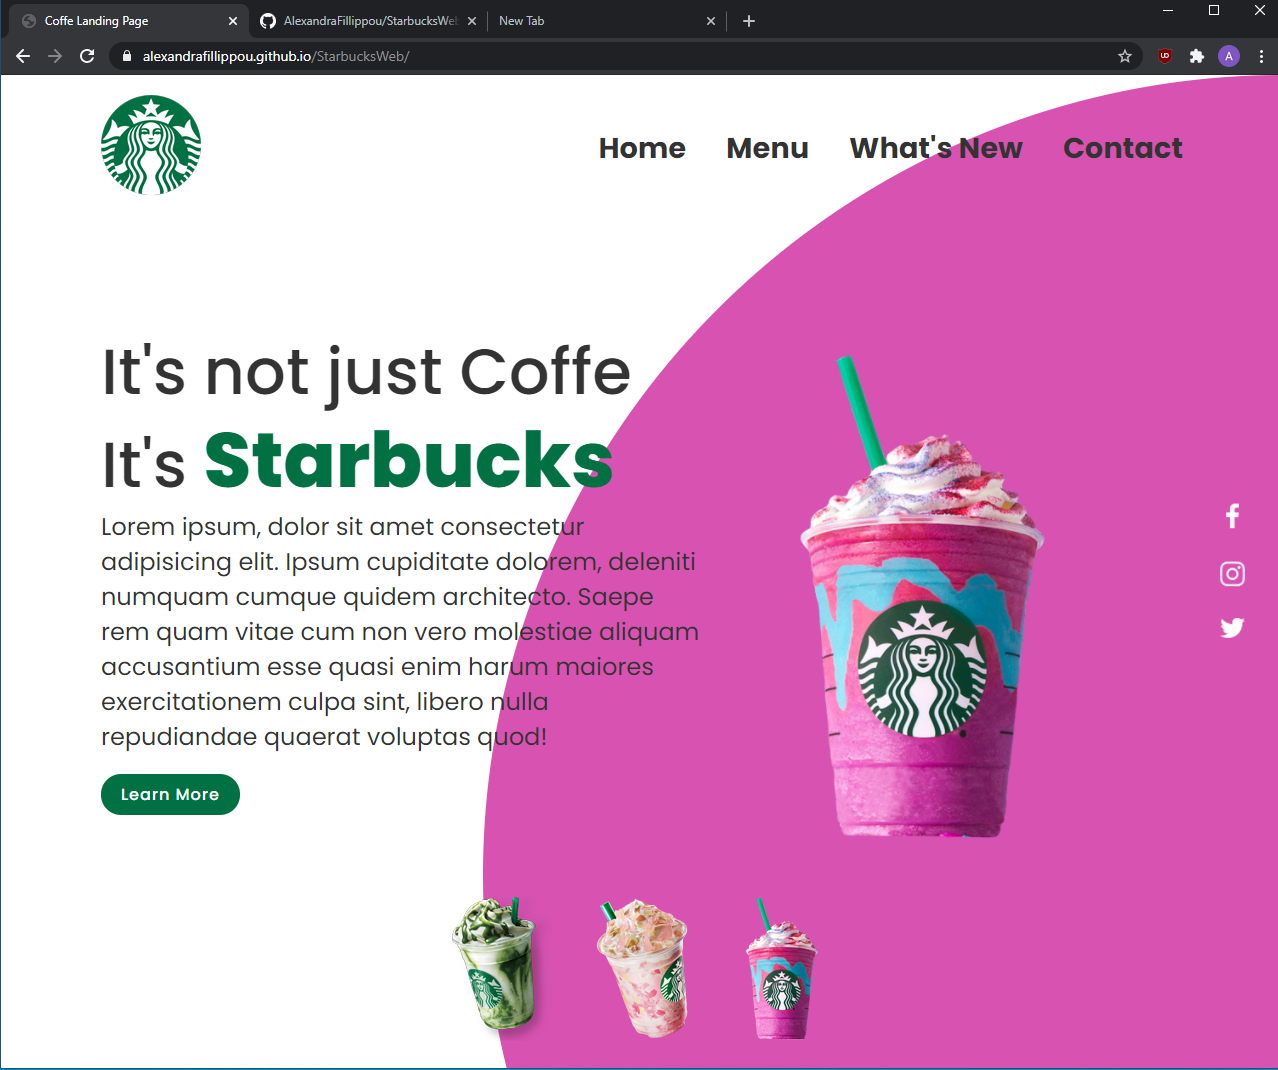 Coffe Landing Page
AlexandraFillippou/StarbucksWeb
New Tab
alexandrafillippou.github.io/StarbucksWeb/
A
Home Menu What's New Contact
It's not just Coffe
It's Starbucks
Lorem ipsum, dolor sit amet consectetur
adipisicing elit. Ipsum cupiditate dolorem, deleniti
numquam cumque quidem architecto. Saepe
rem quam vitae cum non vero molestiae aliquam
accusantium esse quasi enim harum maiores
exercitationem culpa sint, libero nulla
repudiandae quaerat voluptas quod!
Learn More